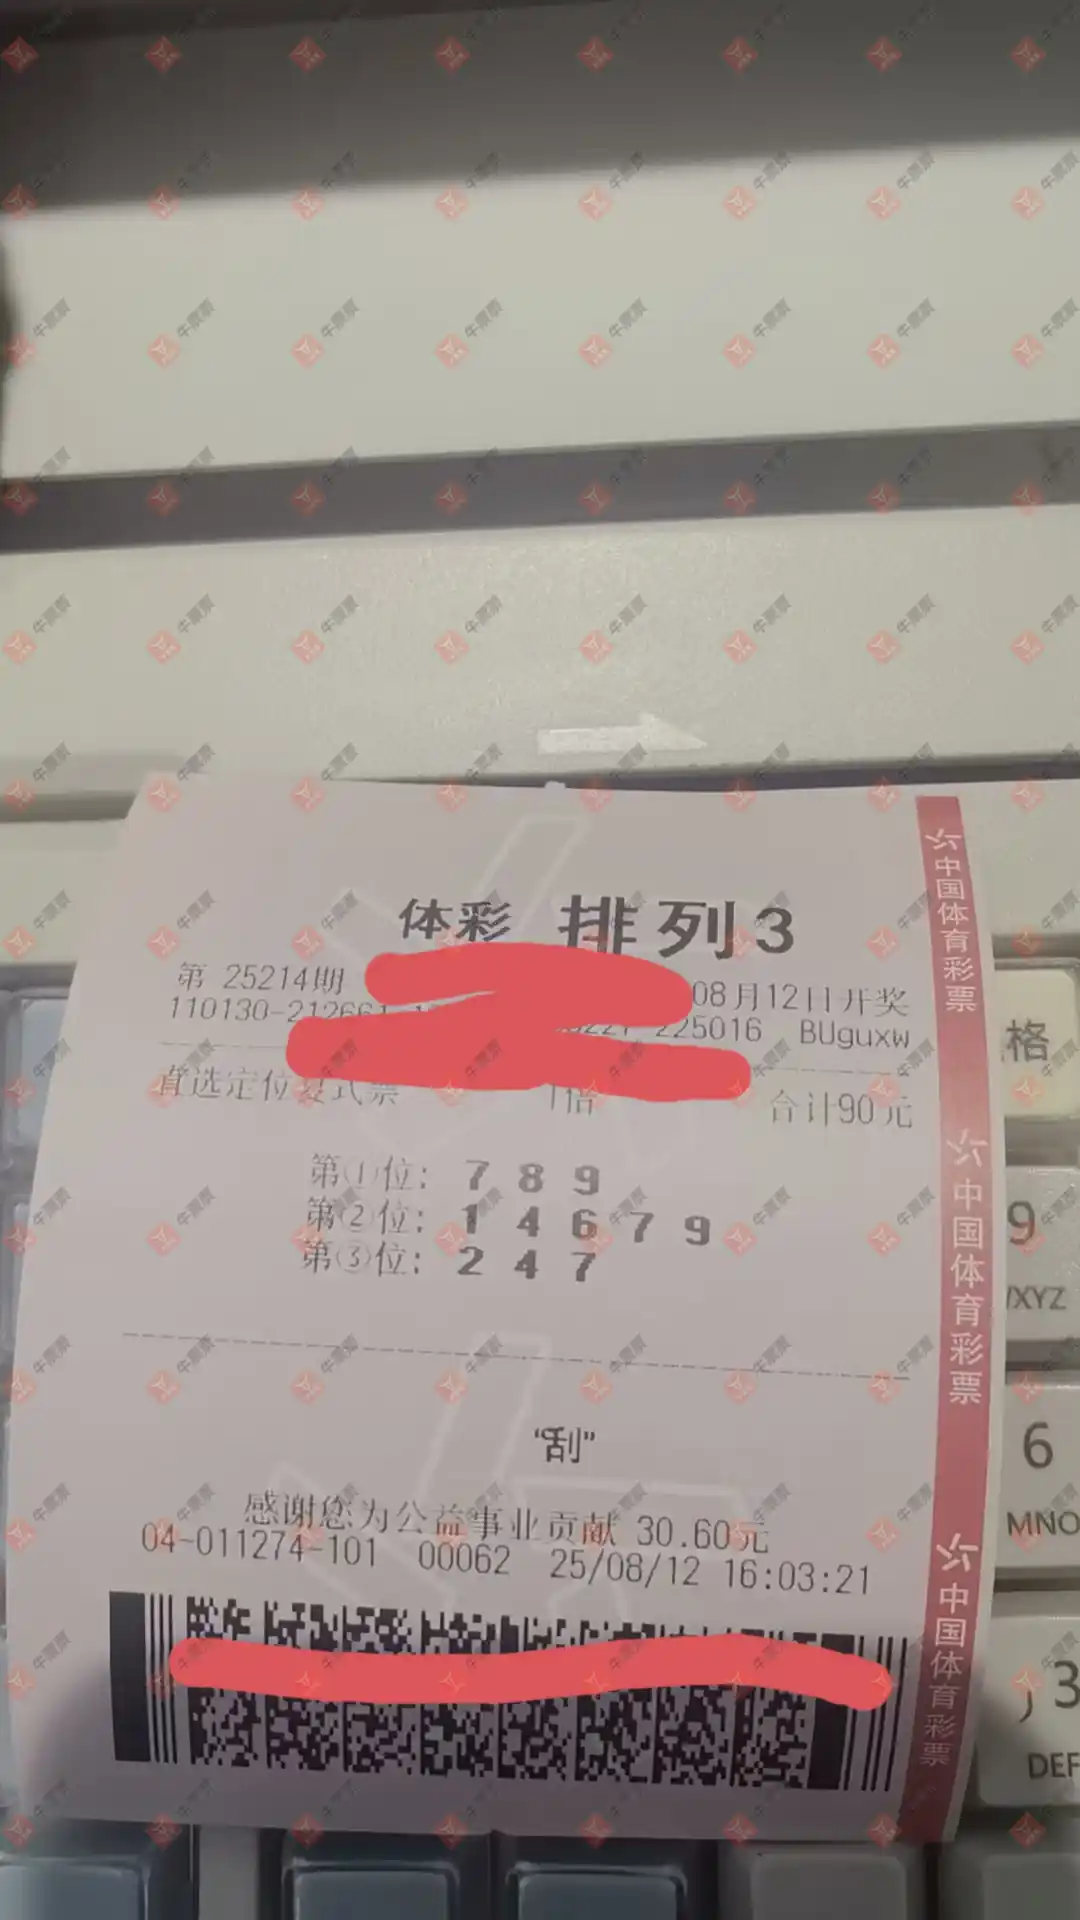 体彩 排列3
第 25214期 08月12日开奖
110130-212661 225016 BUguxw
直选定位复式票 1倍 合计90元
第①位: 7 8 9
第②位: 1 4 6 7 9
第③位: 2 4 7
“刮”
感谢您为公益事业贡献 30.60元
04-011274-101 00062 25/08/12 16:03:21
中国体育彩票
中国体育彩票
中国体育彩票
格
9
WXYZ
6
MNO
3
DEF
牛票票